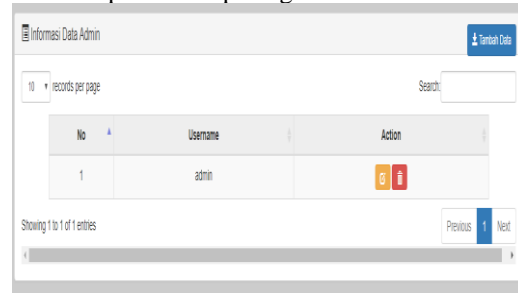 Informasi Data Admin
Tambah Data
10 records per page
Search:
No Username Action
1 admin
Showing 1 to 1 of 1 entries
Previous 1 Next